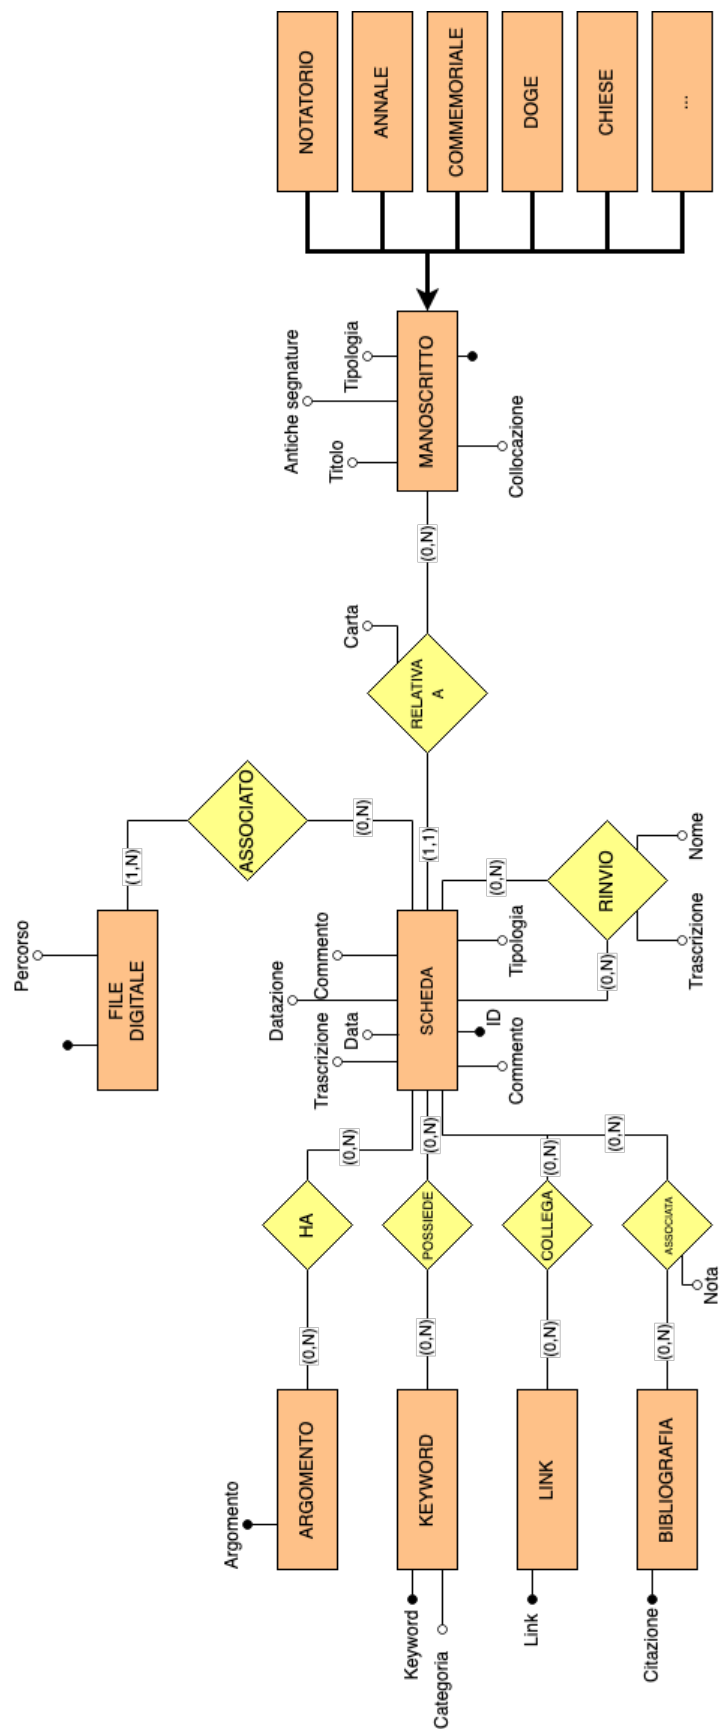 NOTATORIO
ANNALE
COMMEMORIALE
DOGE
CHIESE
...
Antiche segnature
Tipologia
Titolo
MANOSCRITTO
Collocazione
(0,N)
Carta
RELATIVA
A
(1,1)
ASSOCIATO
(1,N)
(0,N)
Percorso
FILE
DIGITALE
(0,N)
RINVIO
Nome
Trascrizione
(0,N)
Commento
Datazione
Data
Trascrizione
SCHEDA
Tipologia
ID
Commento
(0,N)
(0,N)
(0,N)
(0,N)
HA
POSSIEDE
COLLEGA
ASSOCIATA
Nota
(0,N)
(0,N)
(0,N)
(0,N)
Argomento
ARGOMENTO
KEYWORD
LINK
BIBLIOGRAFIA
Keyword
Categoria
Link
Citazione